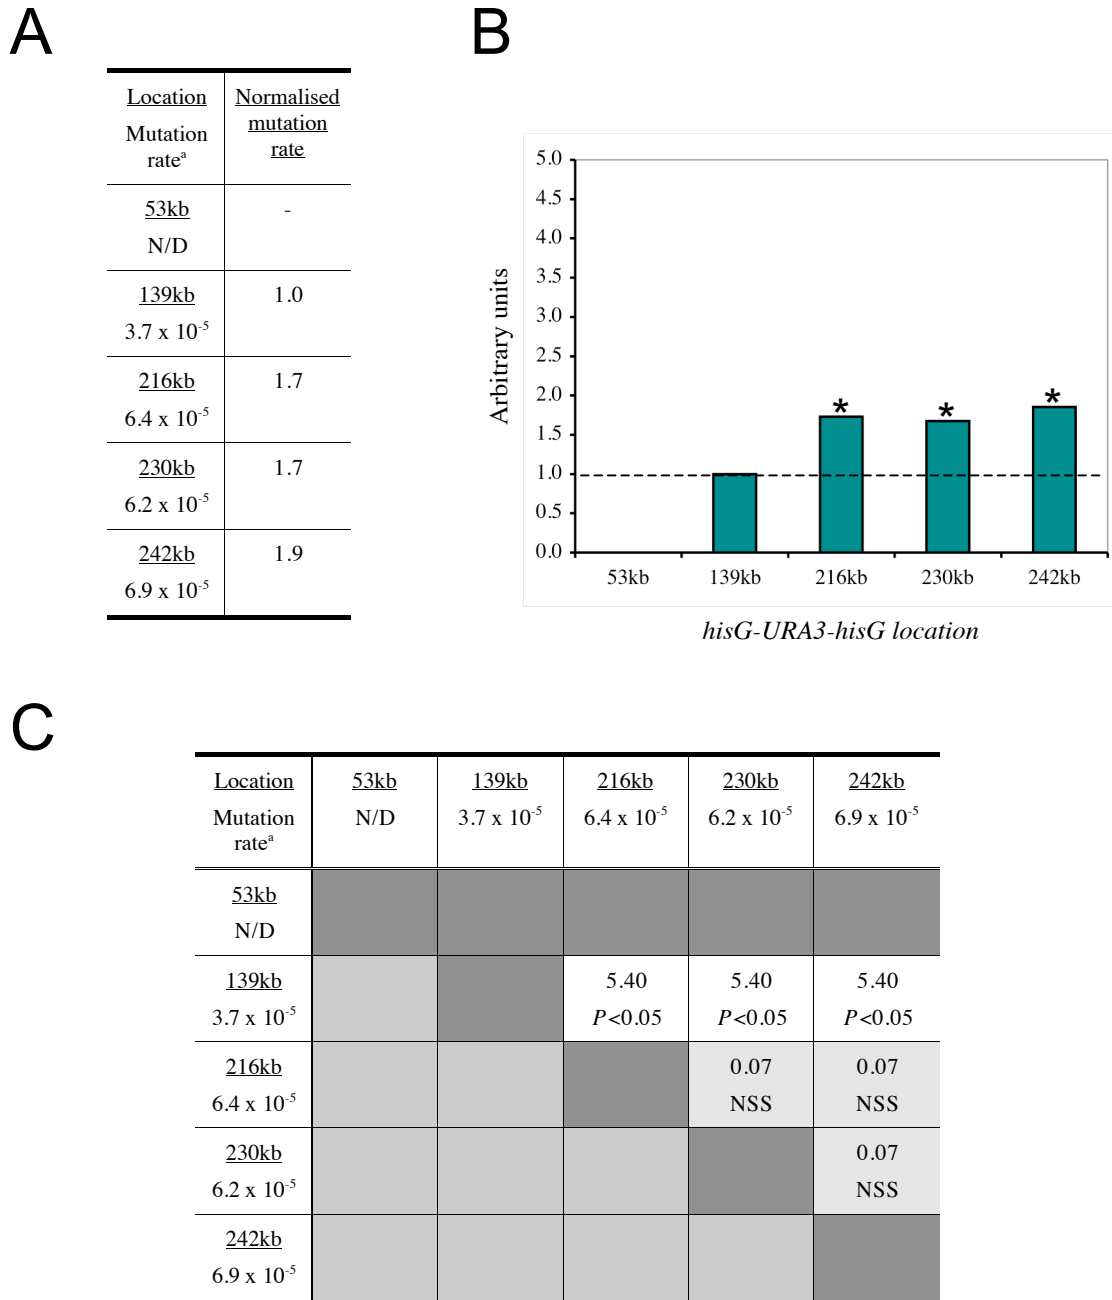 A
Location
Mutation
rateᵃ
Normalised
mutation
rate
53kb
N/D
-
139kb
3.7 x 10⁻⁵
1.0
216kb
6.4 x 10⁻⁵
1.7
230kb
6.2 x 10⁻⁵
1.7
242kb
6.9 x 10⁻⁵
1.9
B
Arbitrary units
5.0
4.5
4.0
3.5
3.0
2.5
2.0
1.5
1.0
0.5
0.0
* * *
53kb 139kb 216kb 230kb 242kb
hisG-URA3-hisG location
C
Location
Mutation
rateᵃ
53kb
N/D
139kb
3.7 x 10⁻⁵
216kb
6.4 x 10⁻⁵
230kb
6.2 x 10⁻⁵
242kb
6.9 x 10⁻⁵
53kb
N/D
139kb
3.7 x 10⁻⁵
5.40
P<0.05
5.40
P<0.05
5.40
P<0.05
216kb
6.4 x 10⁻⁵
0.07
NSS
0.07
NSS
230kb
6.2 x 10⁻⁵
0.07
NSS
242kb
6.9 x 10⁻⁵